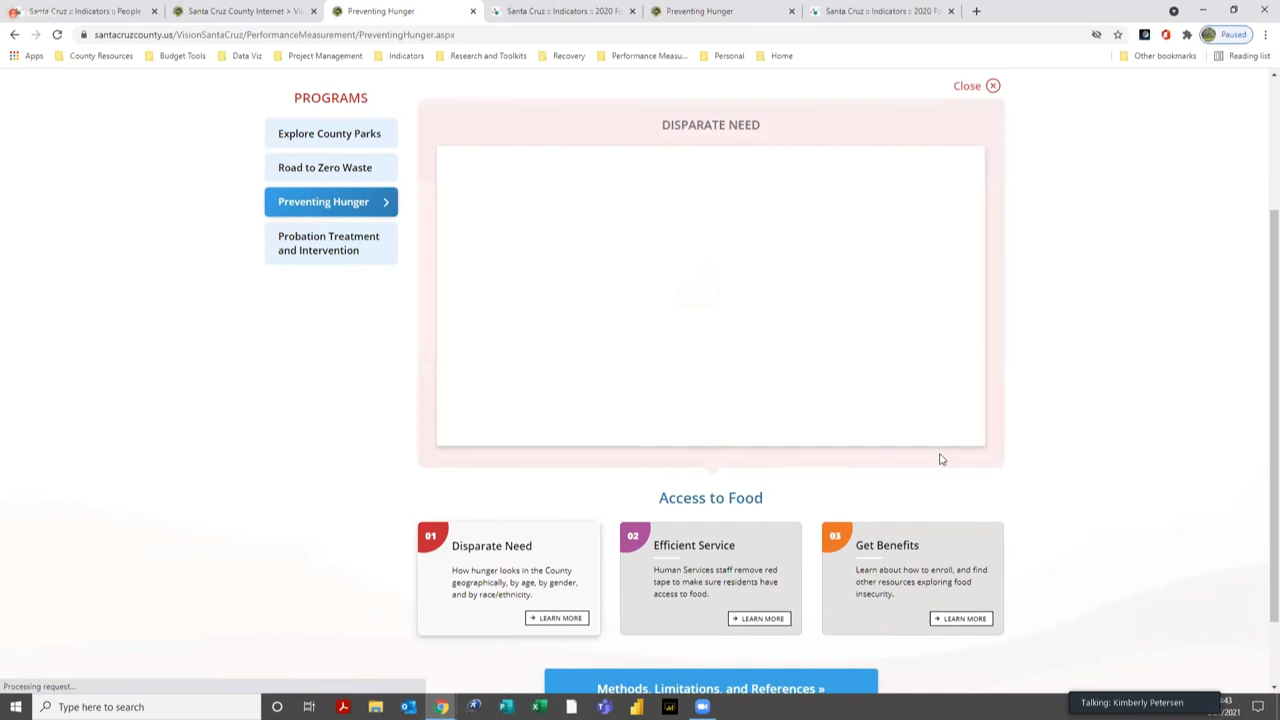 Santa Cruz :: Indicators :: People
Santa Cruz County Internet > Vi
Preventing Hunger
Santa Cruz :: Indicators :: 2020 F
Preventing Hunger
Santa Cruz :: Indicators :: 2020 F
santacruzcounty.us/VisionSantaCruz/PerformanceMeasurement/PreventingHunger.aspx
Paused
Apps
County Resources
Budget Tools
Data Viz
Project Management
Indicators
Research and Toolkits
Recovery
Performance Measu...
Personal
Home
Other bookmarks
Reading list
Close
PROGRAMS
Explore County Parks
Road to Zero Waste
Preventing Hunger
Probation Treatment
and Intervention
DISPARATE NEED
Access to Food
01
Disparate Need
How hunger looks in the County
geographically, by age, by gender,
and by race/ethnicity.
→ LEARN MORE
02
Efficient Service
Human Services staff remove red
tape to make sure residents have
access to food.
→ LEARN MORE
03
Get Benefits
Learn about how to enroll, and find
other resources exploring food
insecurity.
→ LEARN MORE
Methods, Limitations, and References »
Processing request...
Type here to search
Talking: Kimberly Petersen